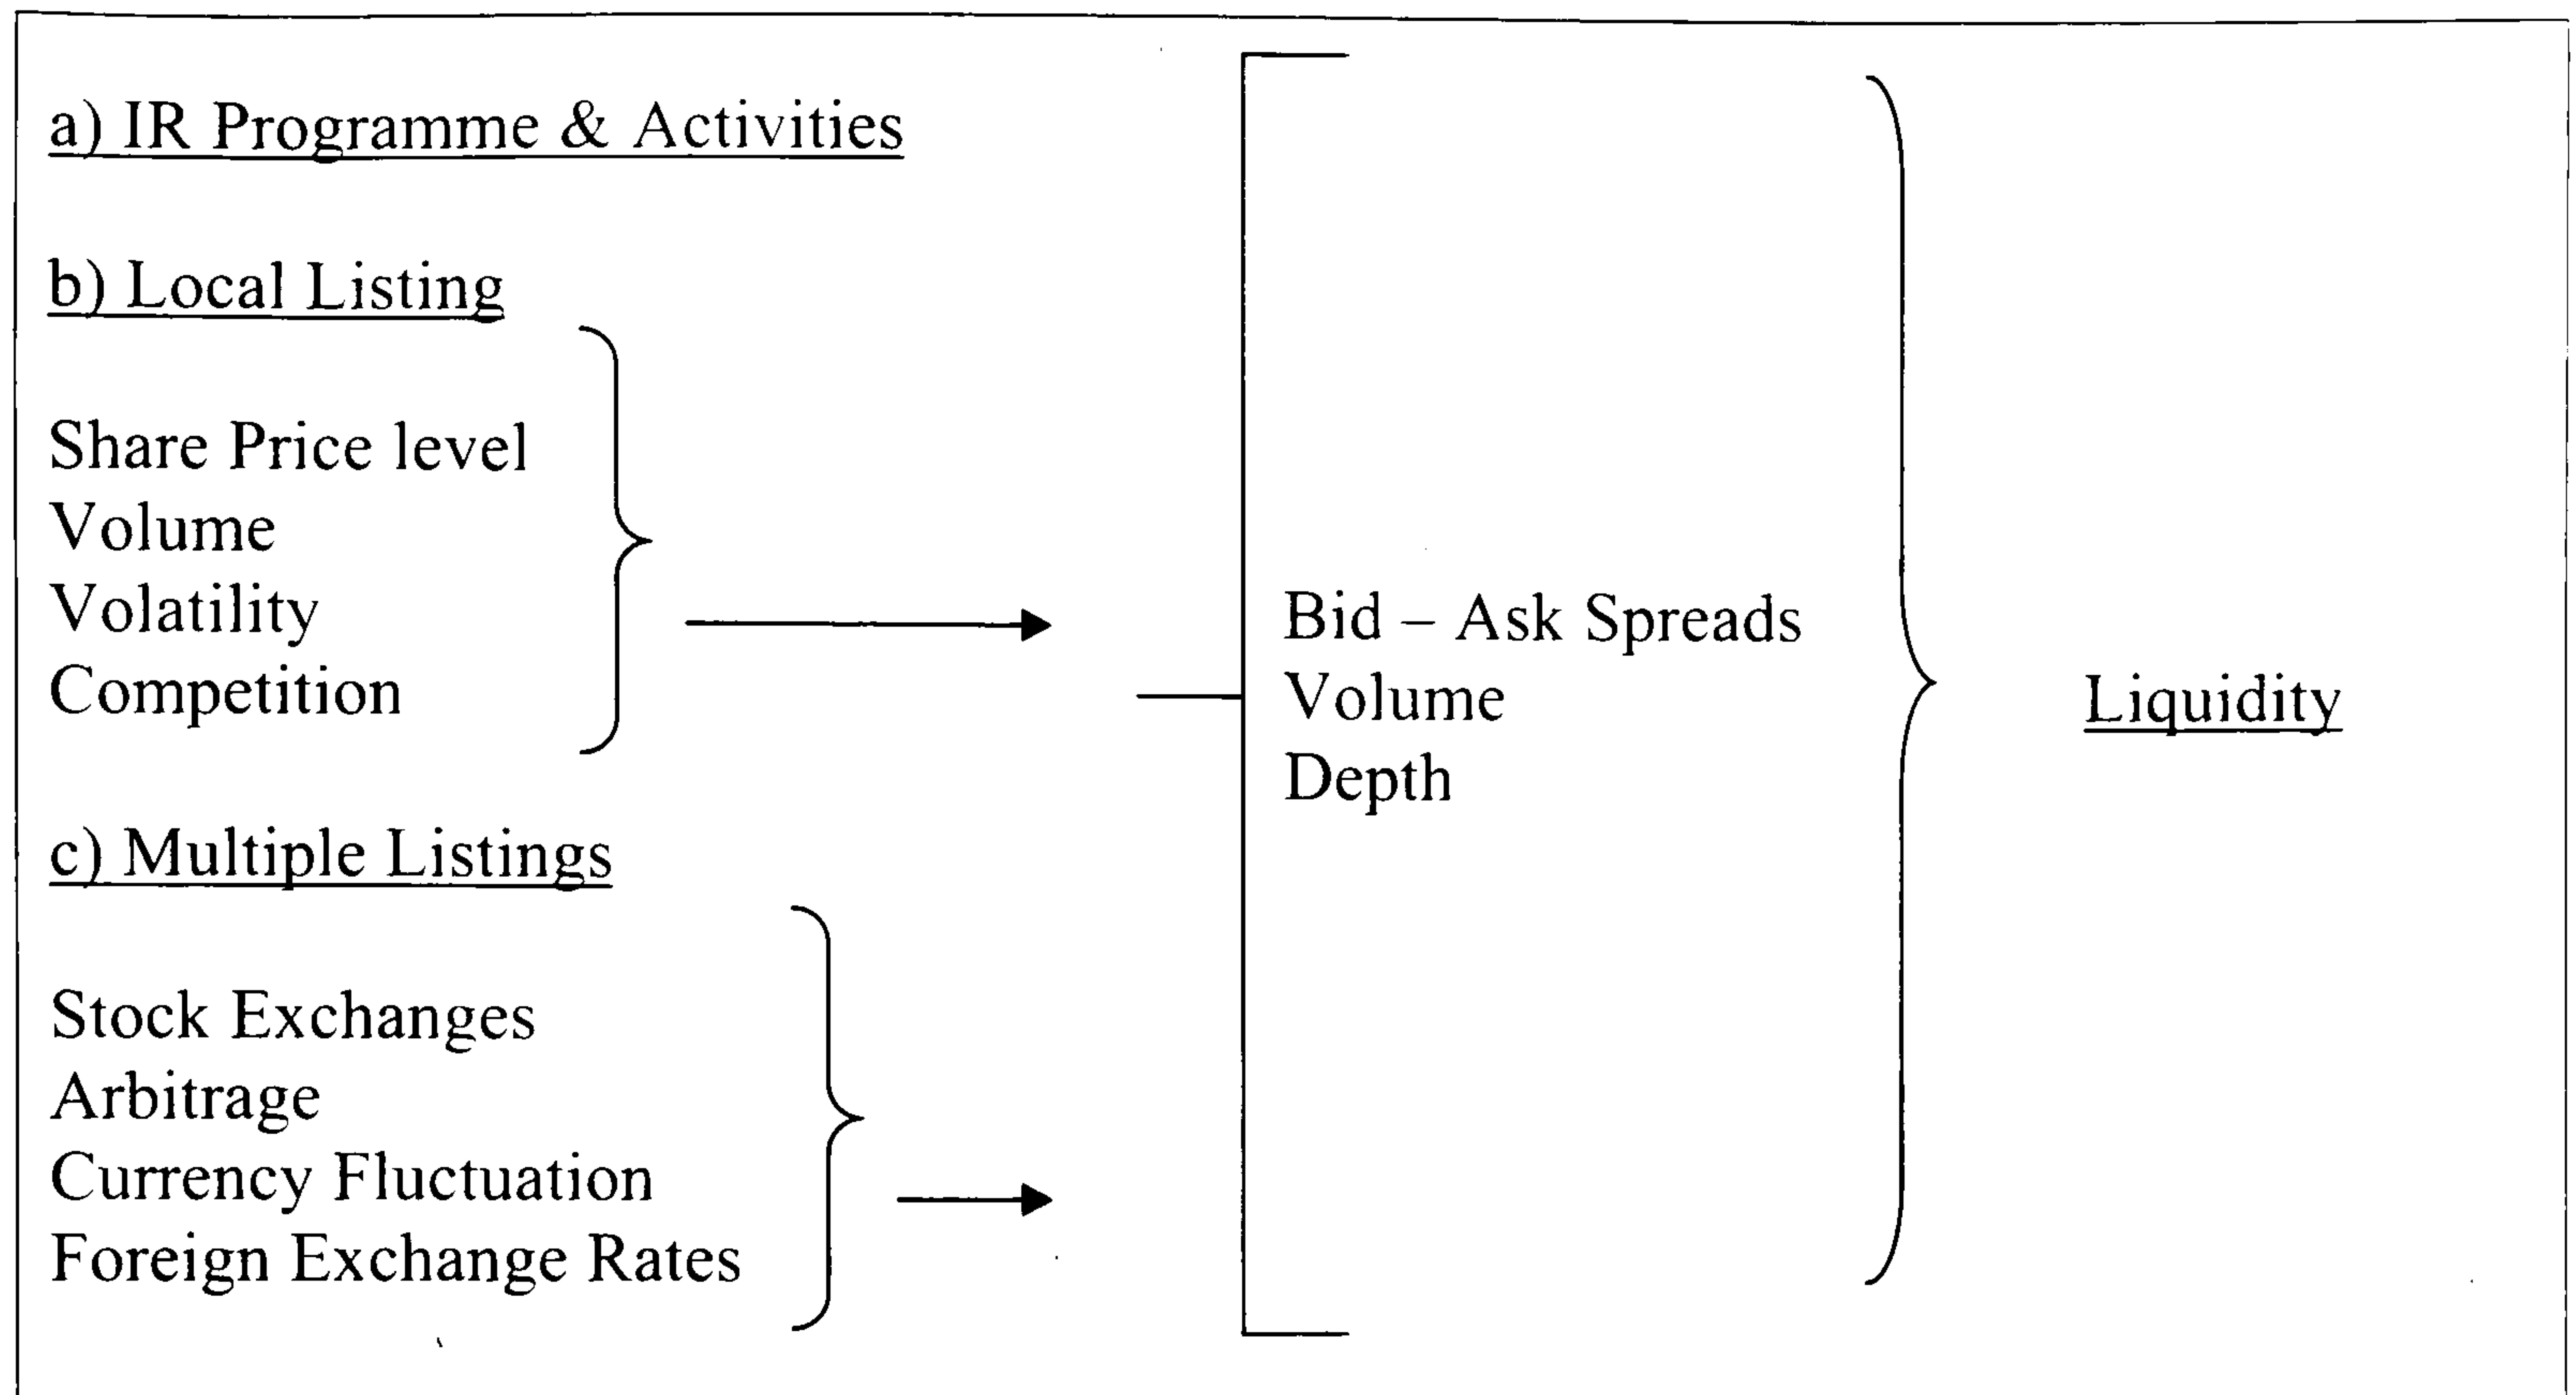 a) IR Programme & Activities
b) Local Listing
Share Price level
Volume
Volatility
Competition
c) Multiple Listings
Stock Exchanges
Arbitrage
Currency Fluctuation
Foreign Exchange Rates
Bid – Ask Spreads
Volume
Depth
Liquidity